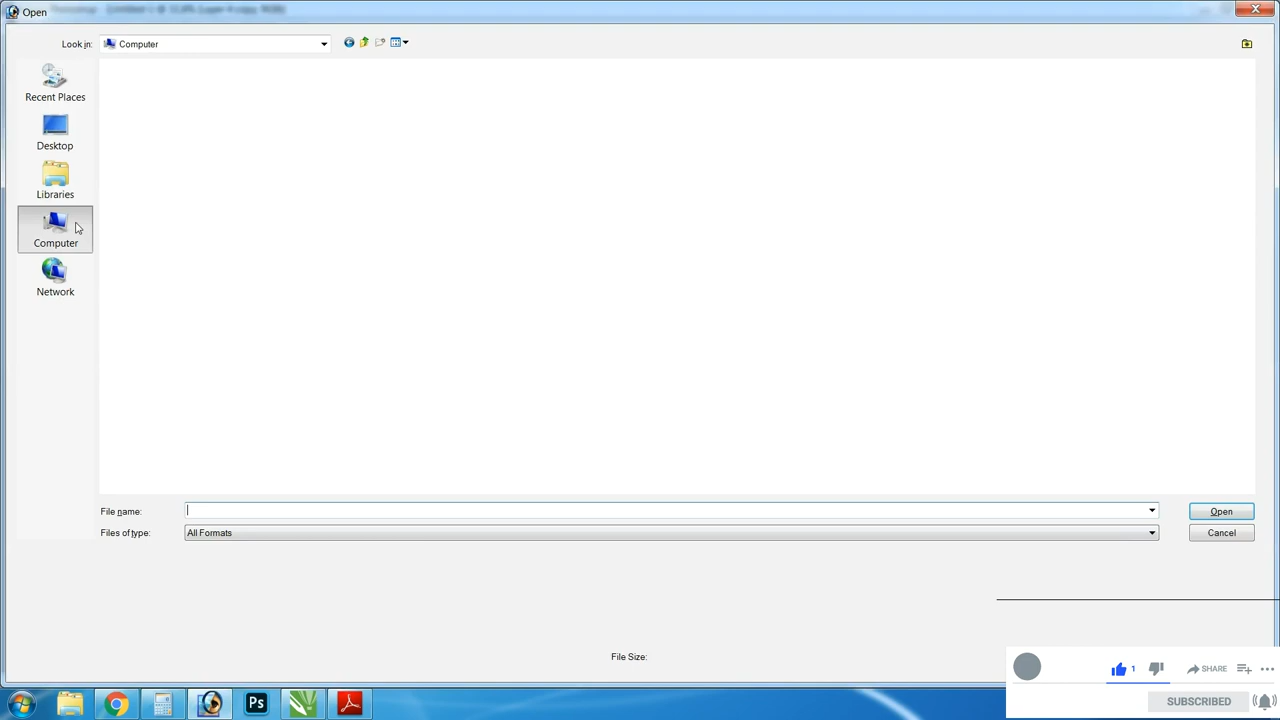 Open
Look in:
Computer
Recent Places
Desktop
Libraries
Computer
Network
File name:
Open
Files of type:
All Formats
Cancel
File Size:
1
SHARE
SUBSCRIBED
Ps